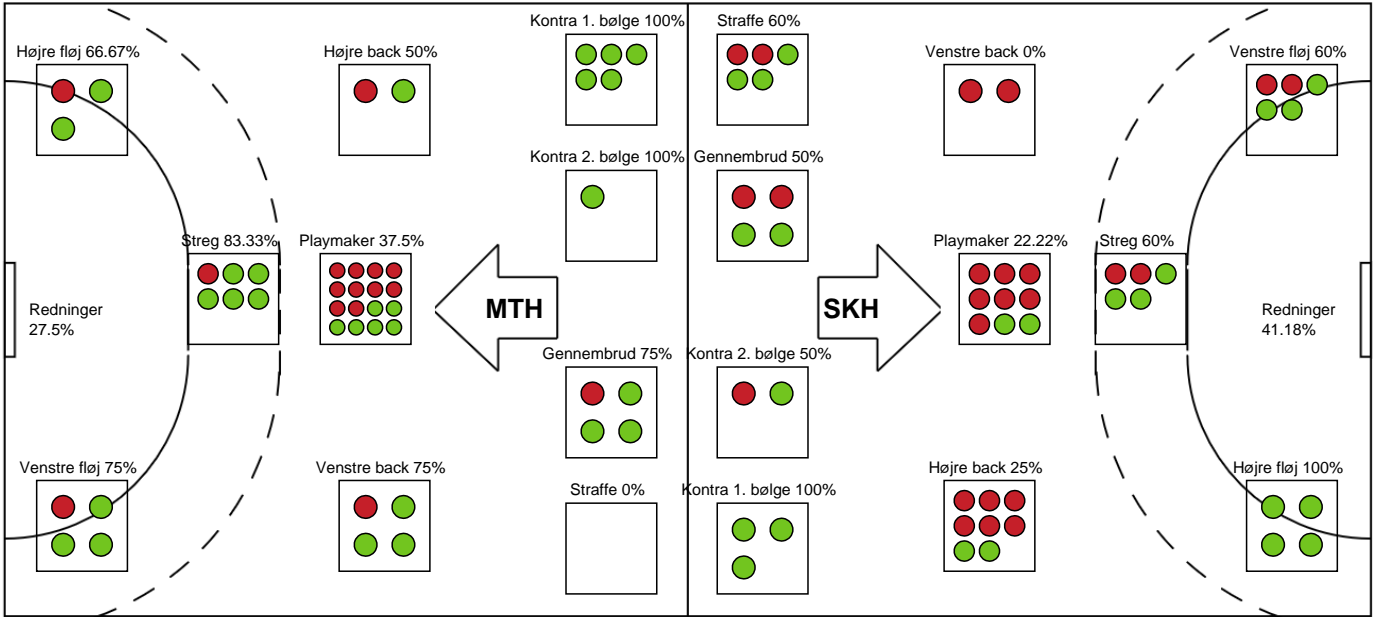 Kontra 1. bølge 100%
Straffe 60%
Højre fløj 66.67%
Højre back 50%
Venstre back 0%
Venstre fløj 60%
Kontra 2. bølge 100%
Gennembrud 50%
Streg 83.33%
Playmaker 37.5%
Playmaker 22.22%
Streg 60%
Redninger
27.5%
MTH
SKH
Redninger
41.18%
Gennembrud 75%
Kontra 2. bølge 50%
Venstre fløj 75%
Venstre back 75%
Straffe 0%
Kontra 1. bølge 100%
Højre back 25%
Højre fløj 100%